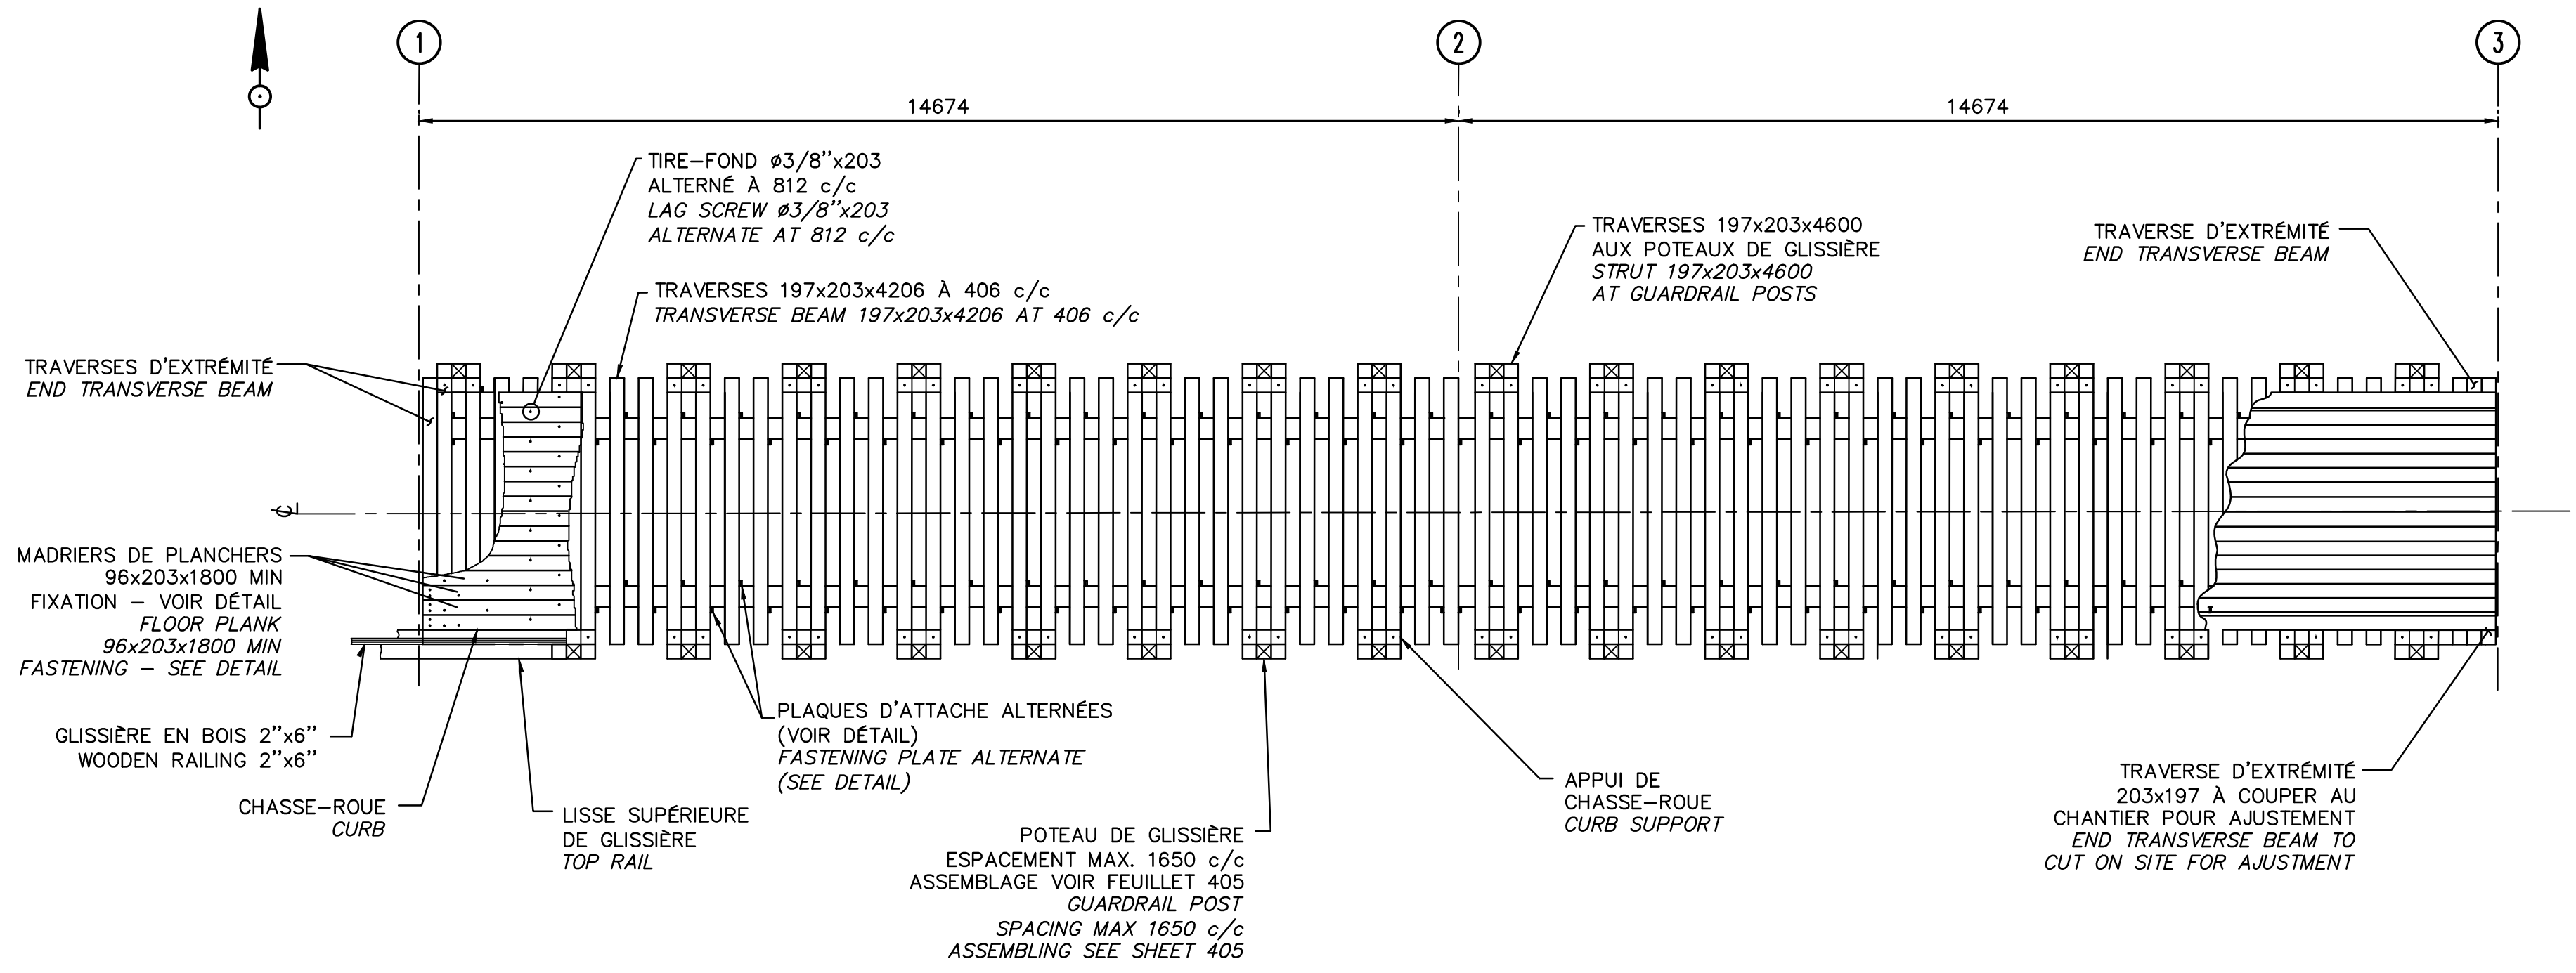 1
2
3
14674
14674
TIRE-FOND ø3/8''x203
ALTERNÉ À 812 c/c
LAG SCREW ø3/8''x203
ALTERNATE AT 812 c/c
TRAVERSES 197x203x4206 À 406 c/c
TRANSVERSE BEAM 197x203x4206 AT 406 c/c
TRAVERSES 197x203x4600
AUX POTEAUX DE GLISSIÈRE
STRUT 197x203x4600
AT GUARDRAIL POSTS
TRAVERSE D'EXTRÉMITÉ
END TRANSVERSE BEAM
TRAVERSES D'EXTRÉMITÉ
END TRANSVERSE BEAM
MADRIERS DE PLANCHERS
96x203x1800 MIN
FIXATION - VOIR DÉTAIL
FLOOR PLANK
96x203x1800 MIN
FASTENING - SEE DETAIL
GLISSIÈRE EN BOIS 2''x6''
WOODEN RAILING 2''x6''
CHASSE-ROUE
CURB
LISSE SUPÉRIEURE
DE GLISSIÈRE
TOP RAIL
PLAQUES D'ATTACHE ALTERNÉES
(VOIR DÉTAIL)
FASTENING PLATE ALTERNATE
(SEE DETAIL)
POTEAU DE GLISSIÈRE
ESPACEMENT MAX. 1650 c/c
ASSEMBLAGE VOIR FEUILLET 405
GUARDRAIL POST
SPACING MAX 1650 c/c
ASSEMBLING SEE SHEET 405
APPUI DE
CHASSE-ROUE
CURB SUPPORT
TRAVERSE D'EXTRÉMITÉ
203x197 À COUPER AU
CHANTIER POUR AJUSTEMENT
END TRANSVERSE BEAM TO
CUT ON SITE FOR AJUSTMENT